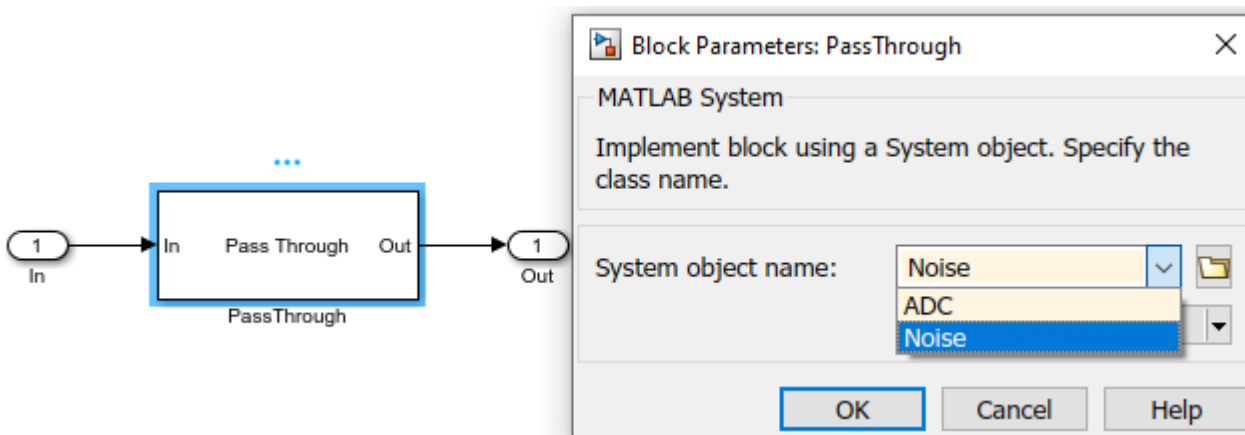 Block Parameters: PassThrough
MATLAB System
Implement block using a System object. Specify the
class name.
System object name: Noise
ADC
Noise
OK Cancel Help
1 In Pass Through Out 1
In Out
PassThrough